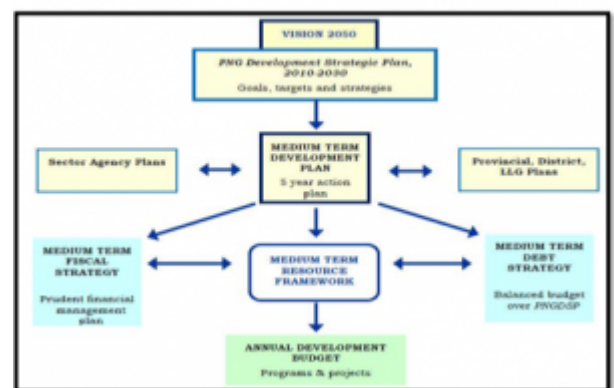 VISION 2050
PNG Development Strategic Plan,
2010-2030
Goals, targets and strategies
Sector Agency Plans
MEDIUM TERM
DEVELOPMENT
PLAN
5 year action
plan
Provincial, District,
LLG Plans
MEDIUM TERM
FISCAL
STRATEGY
Prudent financial
management
plan
MEDIUM TERM
RESOURCE
FRAMEWORK
MEDIUM TERM
DEBT
STRATEGY
Balanced budget
over PNGDSP
ANNUAL DEVELOPMENT
BUDGET
Programs & projects